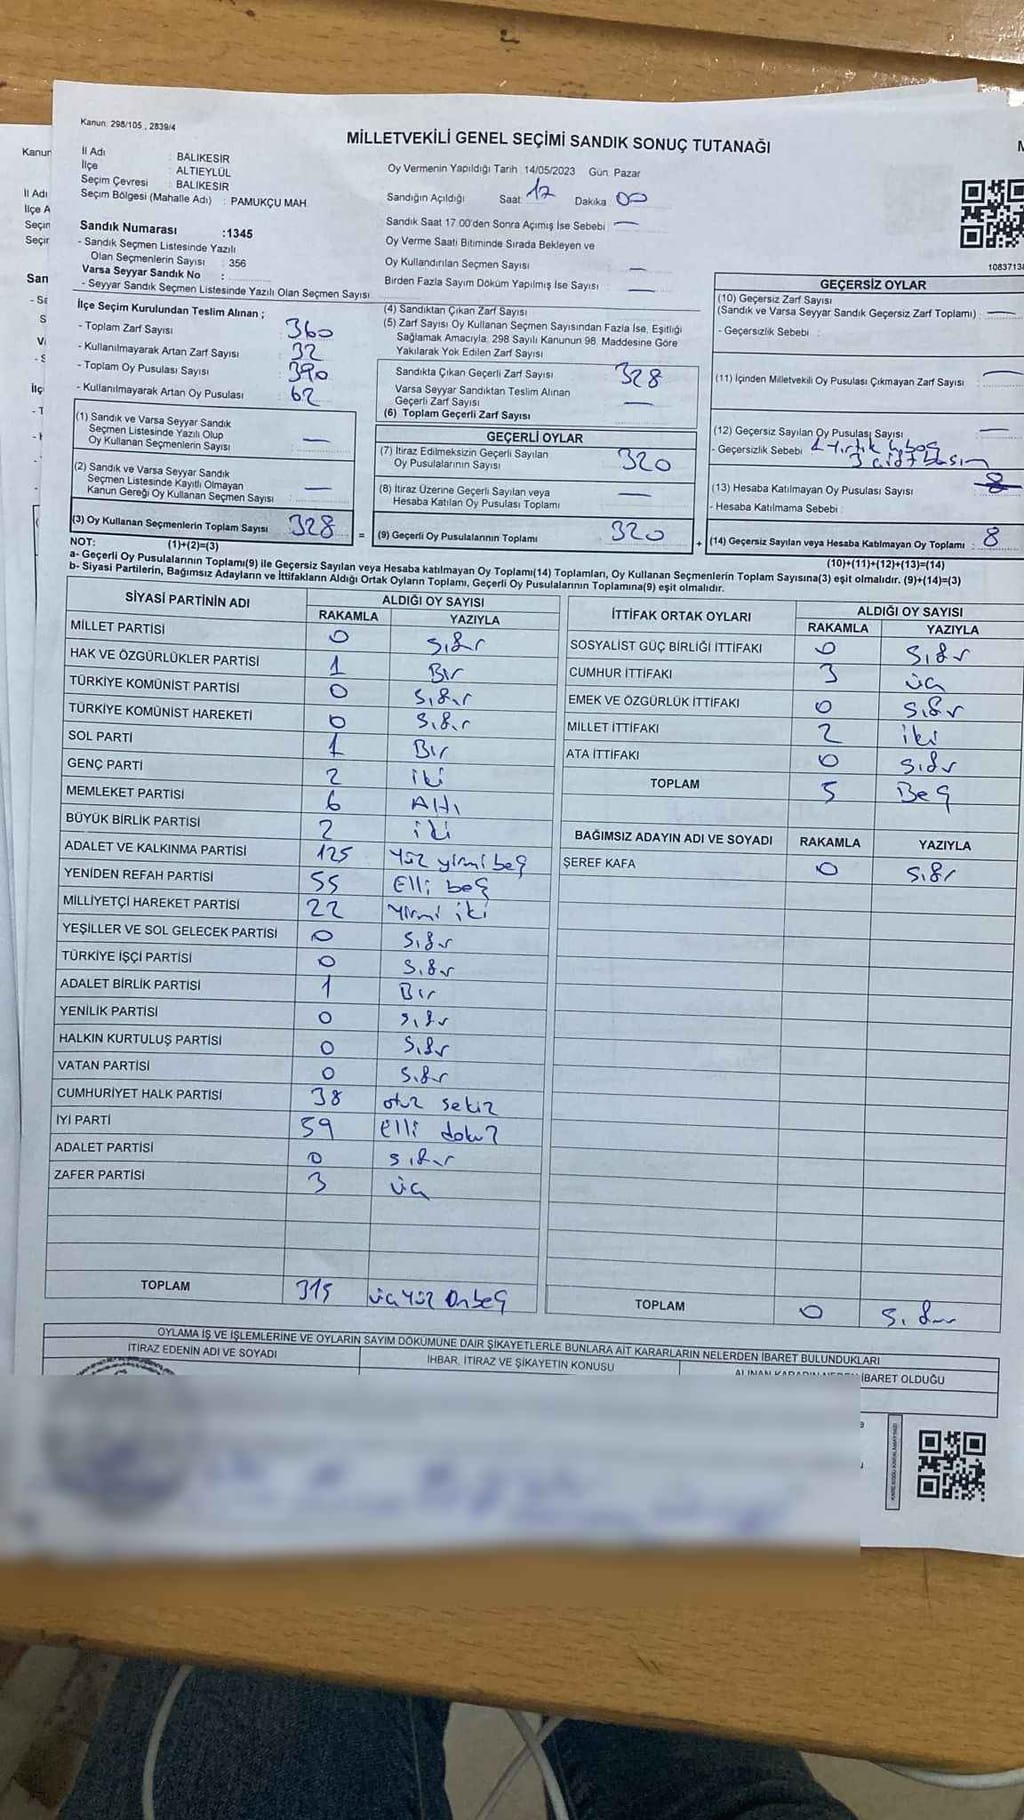 Kanun: 298/105 , 2839/4
MİLLETVEKİLİ GENEL SEÇİMİ SANDIK SONUÇ TUTANAĞI
İl Adı : BALIKESİR
İlçe : ALTIEYLÜL
Seçim Çevresi : BALIKESİR
Seçim Bölgesi (Mahalle Adı) : PAMUKÇU MAH
Sandık Numarası :1345
- Sandık Seçmen Listesinde Yazılı
Olan Seçmenlerin Sayısı : 356
Varsa Seyyar Sandık No :
- Seyyar Sandık Seçmen Listesinde Yazılı Olan Seçmen Sayısı
Oy Vermenin Yapıldığı Tarih 14/05/2023 Gün: Pazar
Sandığın Açıldığı Saat: 17 Dakika 00
Sandık Saat 17.00'den Sonra Açımış İse Sebebi —
Oy Verme Saati Bitiminde Sırada Bekleyen ve
Oy Kullandırılan Seçmen Sayısı —
Birden Fazla Sayım Döküm Yapılmış İse Sayısı —
1083713
İlçe Seçim Kurulundan Teslim Alınan ;
- Toplam Zarf Sayısı 360
- Kullanılmayarak Artan Zarf Sayısı 32
- Toplam Oy Pusulası Sayısı 390
- Kullanılmayarak Artan Oy Pusulası 62
(1) Sandık ve Varsa Seyyar Sandık
Seçmen Listesinde Yazılı Olup
Oy Kullanan Seçmenlerin Sayısı —
(2) Sandık ve Varsa Seyyar Sandık
Seçmen Listesinde Kayıtlı Olmayan
Kanun Gereği Oy Kullanan Seçmen Sayısı —
(3) Oy Kullanan Seçmenlerin Toplam Sayısı 328 =
(4) Sandıktan Çıkan Zarf Sayısı
(5) Zarf Sayısı Oy Kullanan Seçmen Sayısından Fazla İse, Eşitliği
Sağlamak Amacıyla, 298 Sayılı Kanunun 98. Maddesine Göre
Yakılarak Yok Edilen Zarf Sayısı
Sandıkta Çıkan Geçerli Zarf Sayısı 328
Varsa Seyyar Sandıktan Teslim Alınan
Geçerli Zarf Sayısı —
(6) Toplam Geçerli Zarf Sayısı
GEÇERLİ OYLAR
(7) İtiraz Edilmeksizin Geçerli Sayılan
Oy Pusulalarının Sayısı 320
(8) İtiraz Üzerine Geçerli Sayılan veya
Hesaba Katılan Oy Pusulası Toplamı —
(9) Geçerli Oy Pusulalarının Toplamı 320 +
GEÇERSİZ OYLAR
(10) Geçersiz Zarf Sayısı
(Sandık ve Varsa Seyyar Sandık Geçersiz Zarf Toplamı) : —
- Geçersizlik Sebebi :
(11) İçinden Milletvekili Oy Pusulası Çıkmayan Zarf Sayısı —
(12) Geçersiz Sayılan Oy Pusulası Sayısı —
- Geçersizlik Sebebi
(13) Hesaba Katılmayan Oy Pusulası Sayısı
- Hesaba Katılmama Sebebi
(14) Geçersiz Sayılan veya Hesaba Katılmayan Oy Toplamı : 8
NOT: (1)+(2)=(3) (10)+(11)+(12)+(13)=(14)
a- Geçerli Oy Pusulalarının Toplamı(9) ile Geçersiz Sayılan veya Hesaba katılmayan Oy Toplamı(14) Toplamları, Oy Kullanan Seçmenlerin Toplam Sayısına(3) eşit olmalıdır. (9)+(14)=(3)
b- Siyasi Partilerin, Bağımsız Adayların ve İttifakların Aldığı Ortak Oyların Toplamı, Geçerli Oy Pusulalarının Toplamına(9) eşit olmalıdır.
SİYASİ PARTİNİN ADI ALDIĞI OY SAYISI
RAKAMLA YAZIYLA
MİLLET PARTİSİ 0 Sıfır
HAK VE ÖZGÜRLÜKLER PARTİSİ 1 Bir
TÜRKİYE KOMÜNİST PARTİSİ 0 Sıfır
TÜRKİYE KOMÜNİST HAREKETİ 0 Sıfır
SOL PARTİ 1 Bir
GENÇ PARTİ 2 iki
MEMLEKET PARTİSİ 6 Altı
BÜYÜK BİRLİK PARTİSİ 2 iki
ADALET VE KALKINMA PARTİSİ 125 Yüz yirmi beş
YENİDEN REFAH PARTİSİ 55 Elli beş
MİLLİYETÇİ HAREKET PARTİSİ 22 Yirmi iki
YEŞİLLER VE SOL GELECEK PARTİSİ 0 Sıfır
TÜRKİYE İŞÇİ PARTİSİ 0 Sıfır
ADALET BİRLİK PARTİSİ 1 Bir
YENİLİK PARTİSİ 0 Sıfır
HALKIN KURTULUŞ PARTİSİ 0 Sıfır
VATAN PARTİSİ 0 Sıfır
CUMHURİYET HALK PARTİSİ 38 otuz sekiz
İYİ PARTİ 59 Elli dokuz
ADALET PARTİSİ 0 Sıfır
ZAFER PARTİSİ 3 üç
TOPLAM 315 üç yüz onbeş
İTTİFAK ORTAK OYLARI ALDIĞI OY SAYISI
RAKAMLA YAZIYLA
SOSYALİST GÜÇ BİRLİĞİ İTTİFAKI 0 Sıfır
CUMHUR İTTİFAKI 3 üç
EMEK VE ÖZGÜRLÜK İTTİFAKI 0 Sıfır
MİLLET İTTİFAKI 2 iki
ATA İTTİFAKI 0 Sıfır
TOPLAM 5 Beş
BAĞIMSIZ ADAYIN ADI VE SOYADI RAKAMLA YAZIYLA
ŞEREF KAFA 0 Sıfır
TOPLAM 0 Sıfır
OYLAMA İŞ VE İŞLEMLERİNE VE OYLARIN SAYIM DÖKÜMÜNE DAİR ŞİKAYETLERLE BUNLARA AİT KARARLARIN NELERDEN İBARET BULUNDUKLARI
İTİRAZ EDENİN ADI VE SOYADI İHBAR, İTİRAZ VE ŞİKAYETİN KONUSU ALINAN KARARIN NEDEN İBARET OLDUĞU